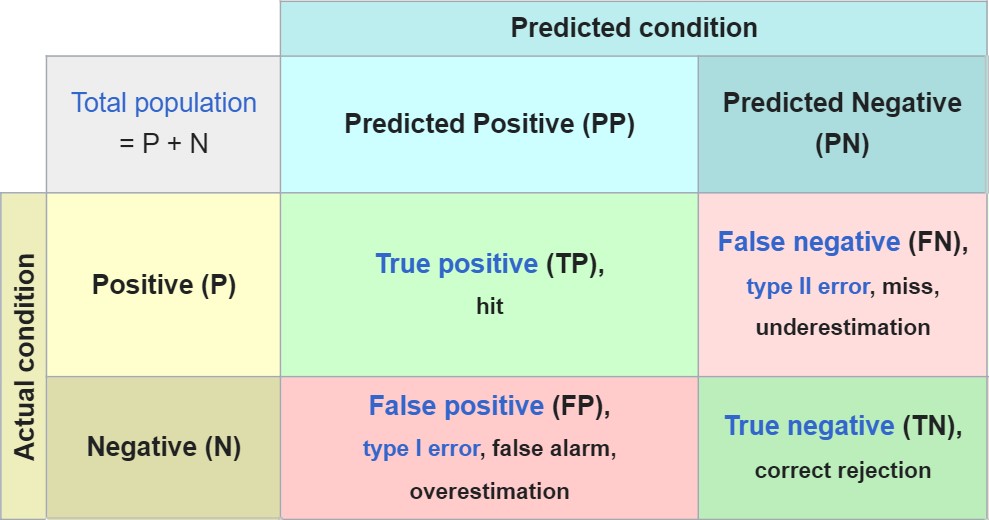 Predicted condition
Total population
= P + N
Predicted Positive (PP)
Predicted Negative
(PN)
Actual condition
Positive (P)
True positive (TP),
hit
False negative (FN),
type II error, miss,
underestimation
Negative (N)
False positive (FP),
type I error, false alarm,
overestimation
True negative (TN),
correct rejection